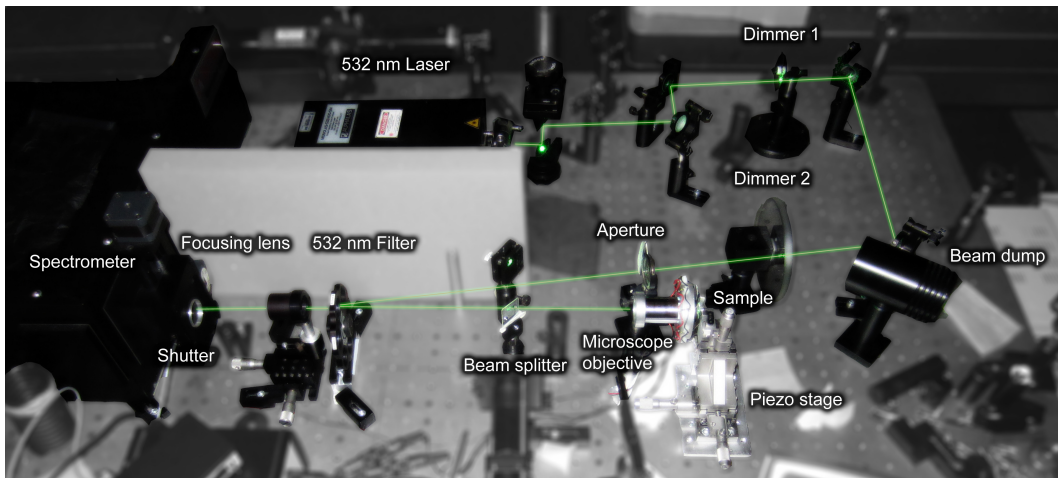 Dimmer 1
532 nm Laser
Dimmer 2
Aperture
Focusing lens
532 nm Filter
Spectrometer
Beam dump
Sample
Shutter
Beam splitter
Microscope
objective
Piezo stage